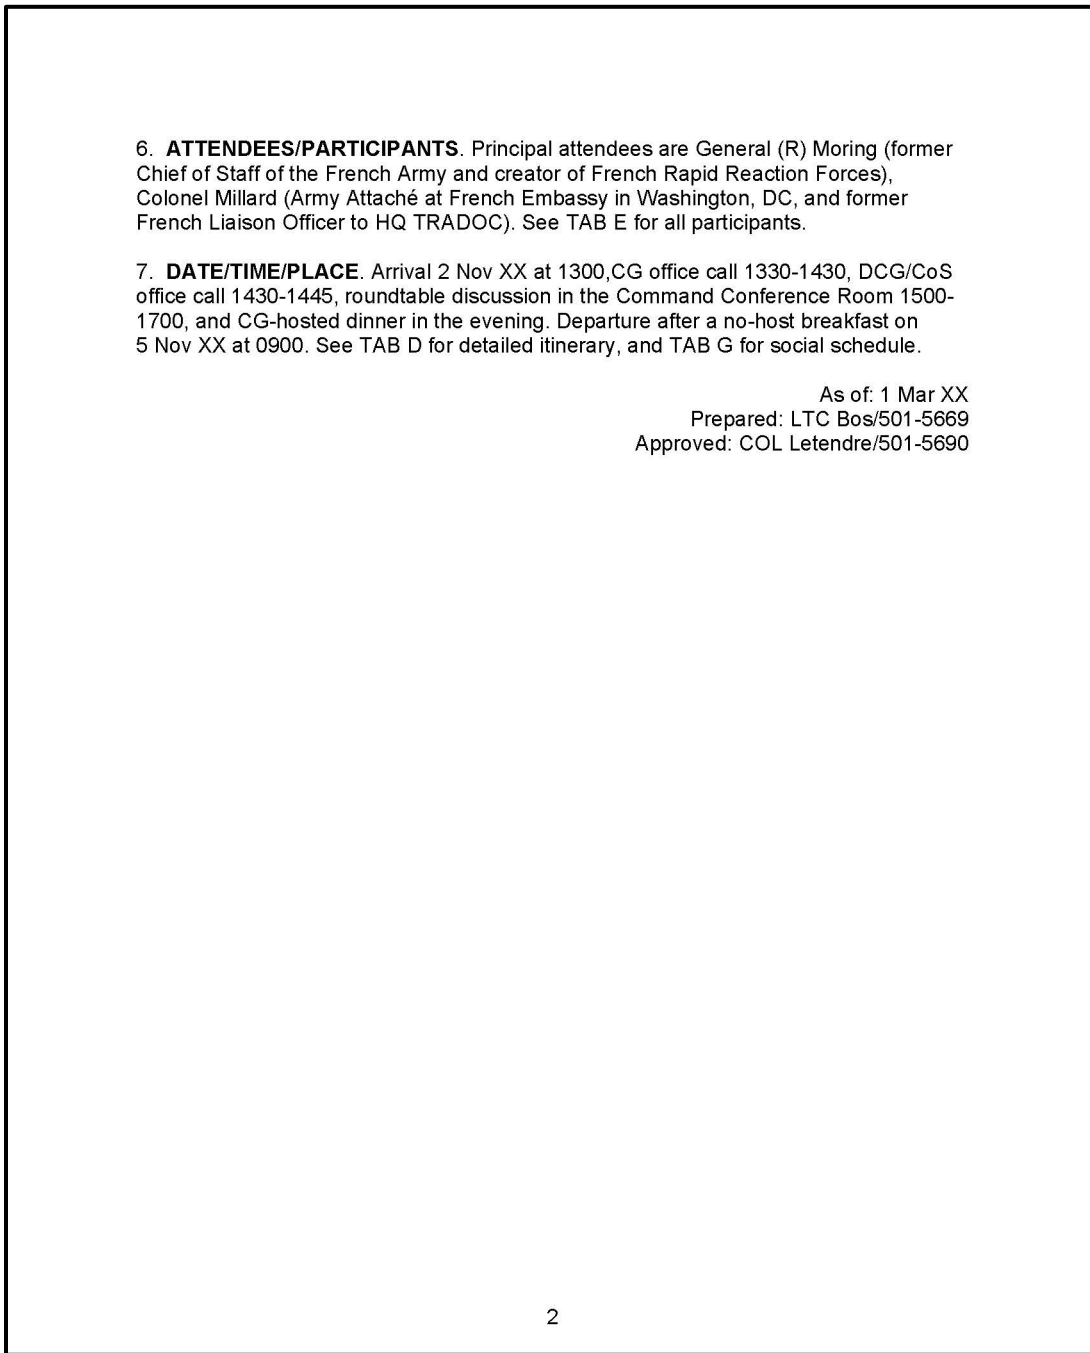 6.  ATTENDEES/PARTICIPANTS. Principal attendees are General (R) Moring (former
Chief of Staff of the French Army and creator of French Rapid Reaction Forces),
Colonel Millard (Army Attaché at French Embassy in Washington, DC, and former
French Liaison Officer to HQ TRADOC). See TAB E for all participants.
7.  DATE/TIME/PLACE. Arrival 2 Nov XX at 1300,CG office call 1330-1430, DCG/CoS
office call 1430-1445, roundtable discussion in the Command Conference Room 1500-
1700, and CG-hosted dinner in the evening. Departure after a no-host breakfast on
5 Nov XX at 0900. See TAB D for detailed itinerary, and TAB G for social schedule.
As of: 1 Mar XX
Prepared: LTC Bos/501-5669
Approved: COL Letendre/501-5690
2